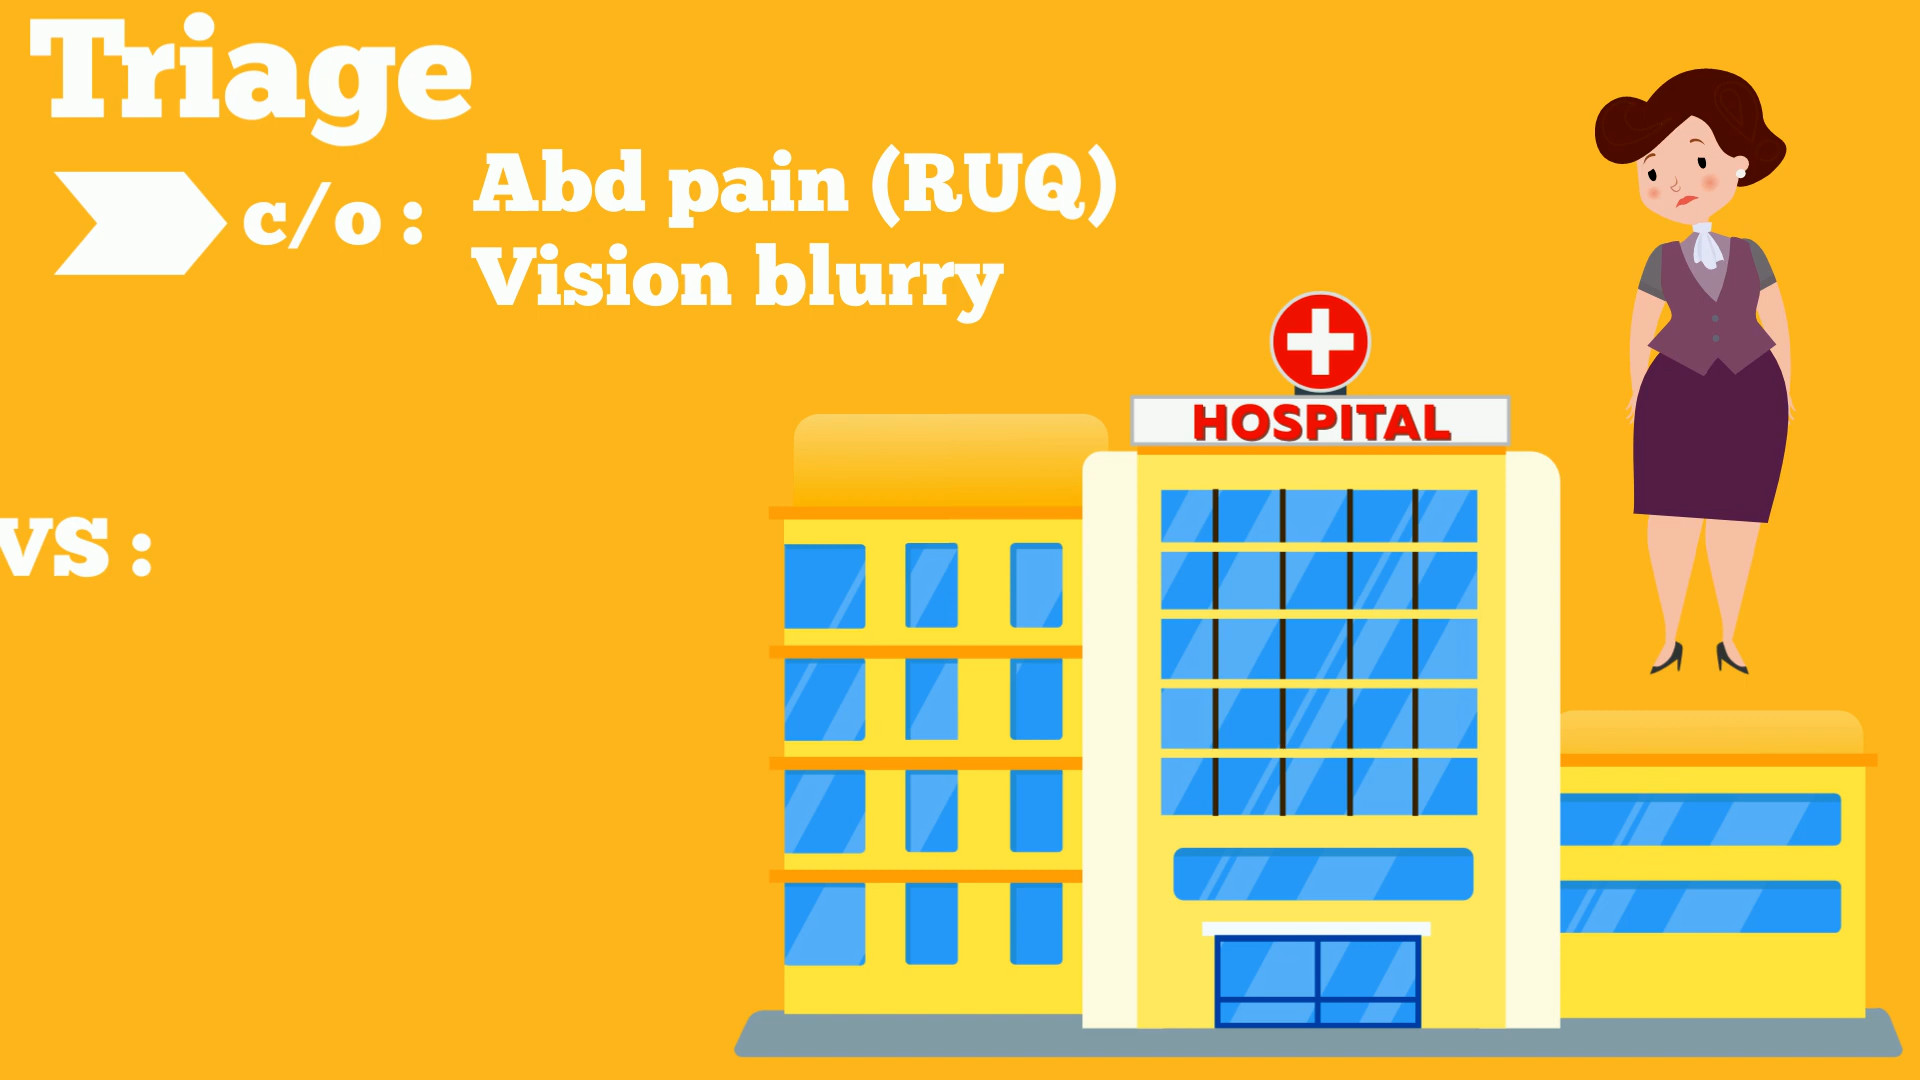 Triage
c/o : Abd pain (RUQ)
Vision blurry
HOSPITAL
VS :